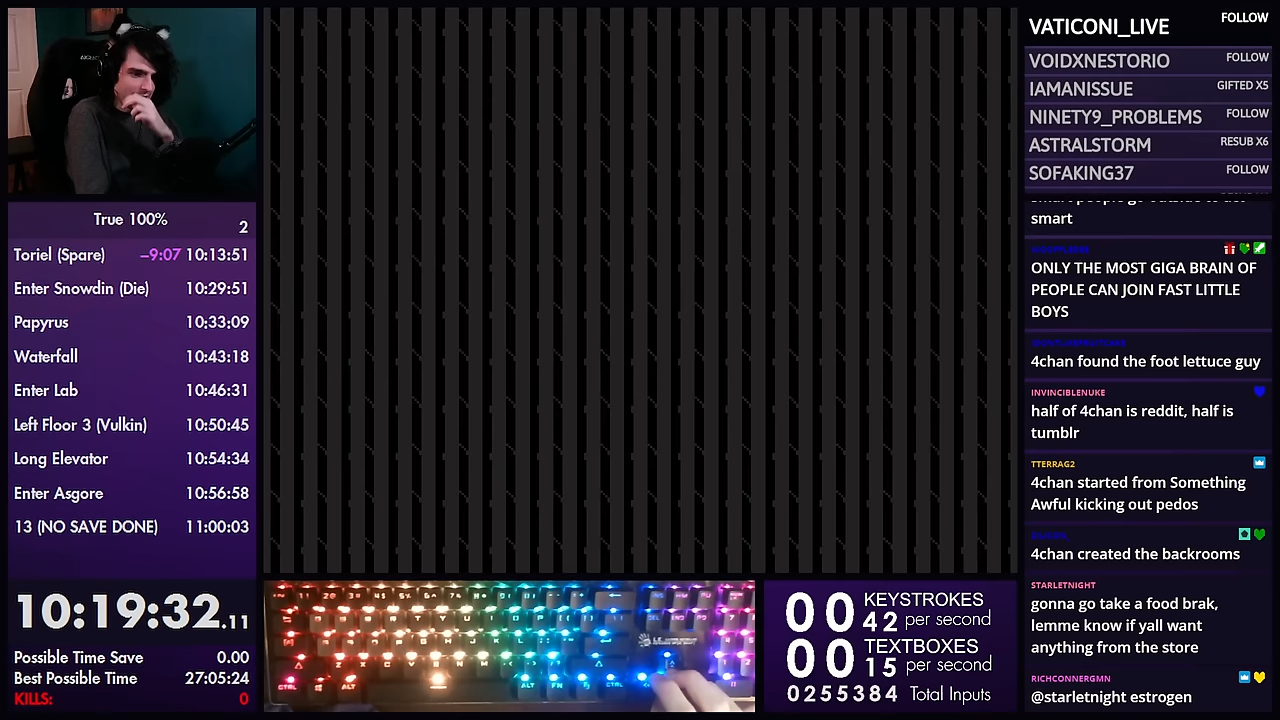 True 100%
2
Toriel (Spare) −9:07 10:13:51
Enter Snowdin (Die) 10:29:51
Papyrus 10:33:09
Waterfall 10:43:18
Enter Lab 10:46:31
Left Floor 3 (Vulkin) 10:50:45
Long Elevator 10:54:34
Enter Asgore 10:56:58
13 (NO SAVE DONE) 11:00:03
10:19:32.11
Possible Time Save 0.00
Best Possible Time 27:05:24
KILLS: 0
00 KEYSTROKES
42 per second
00 TEXTBOXES
15 per second
0255384 Total Inputs
VATICONI_LIVE FOLLOW
VOIDXNESTORIO FOLLOW
IAMANISSUE GIFTED X5
NINETY9_PROBLEMS FOLLOW
ASTRALSTORM RESUB X6
SOFAKING37 FOLLOW
smart
ONLY THE MOST GIGA BRAIN OF
PEOPLE CAN JOIN FAST LITTLE
BOYS
4chan found the foot lettuce guy
INVINCIBLENUKE
half of 4chan is reddit, half is
tumblr
TTERRAG2
4chan started from Something
Awful kicking out pedos
4chan created the backrooms
STARLETNIGHT
gonna go take a food brak,
lemme know if yall want
anything from the store
RICHCONNERGMN
@starletnight estrogen